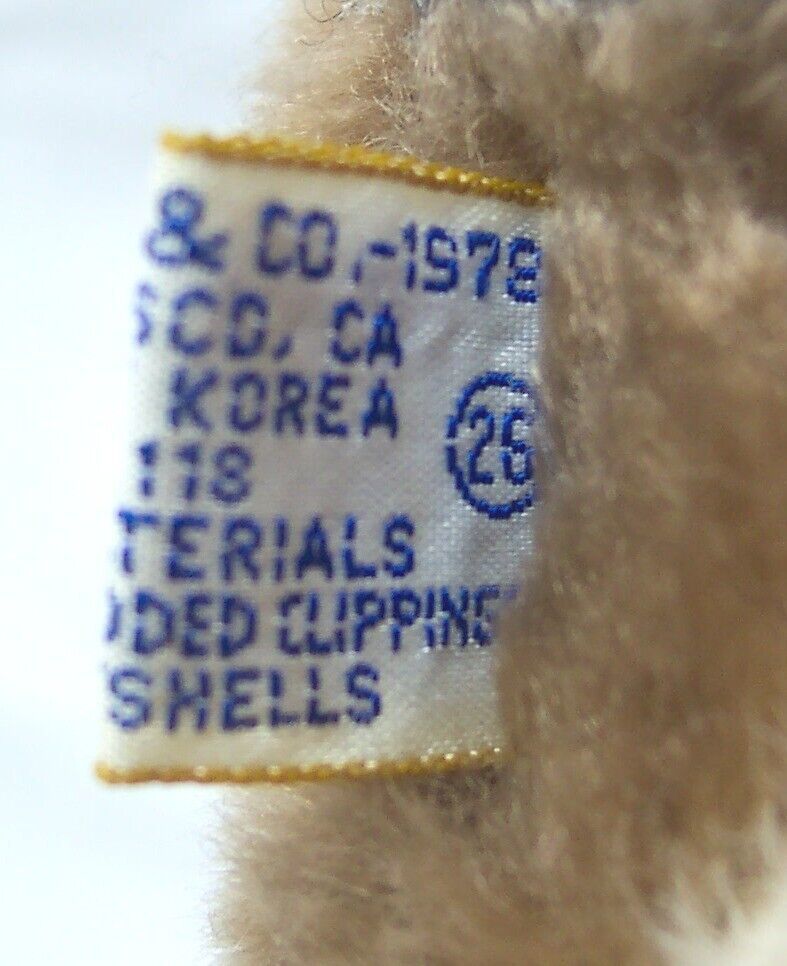 & CO.-1978
SCO, CA
KOREA
26
118
TERIALS
DED CLIPPING
SHELLS